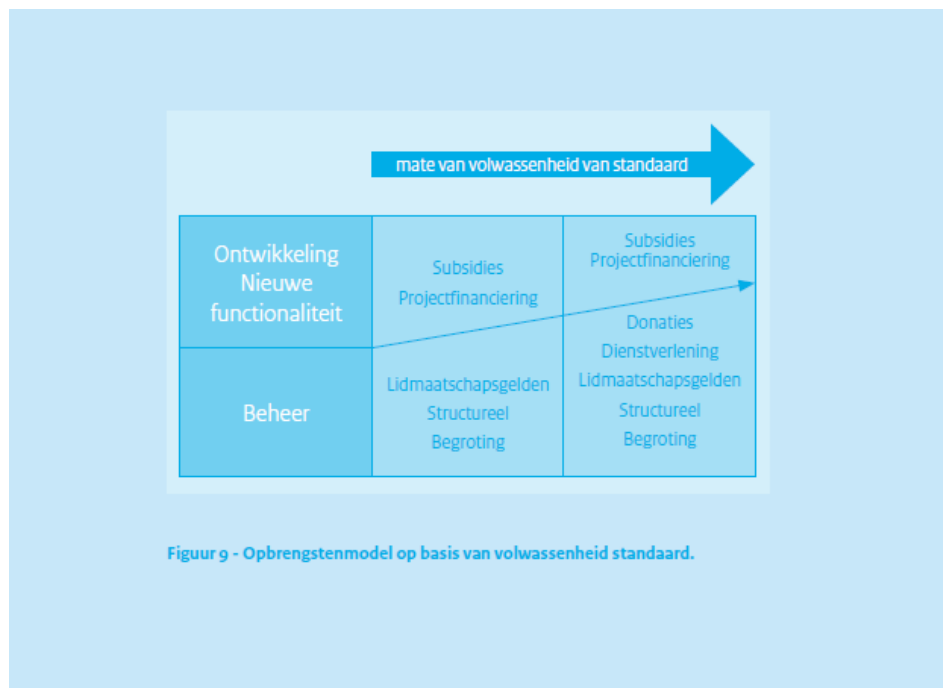 mate van volwassenheid van standaard
Ontwikkeling
Nieuwe
functionaliteit
Subsidies
Projectfinanciering
Subsidies
Projectfinanciering
Beheer
Lidmaatschapsgelden
Structureel
Begroting
Donaties
Dienstverlening
Lidmaatschapsgelden
Structureel
Begroting
Figuur 9 - Opbrengstenmodel op basis van volwassenheid standaard.